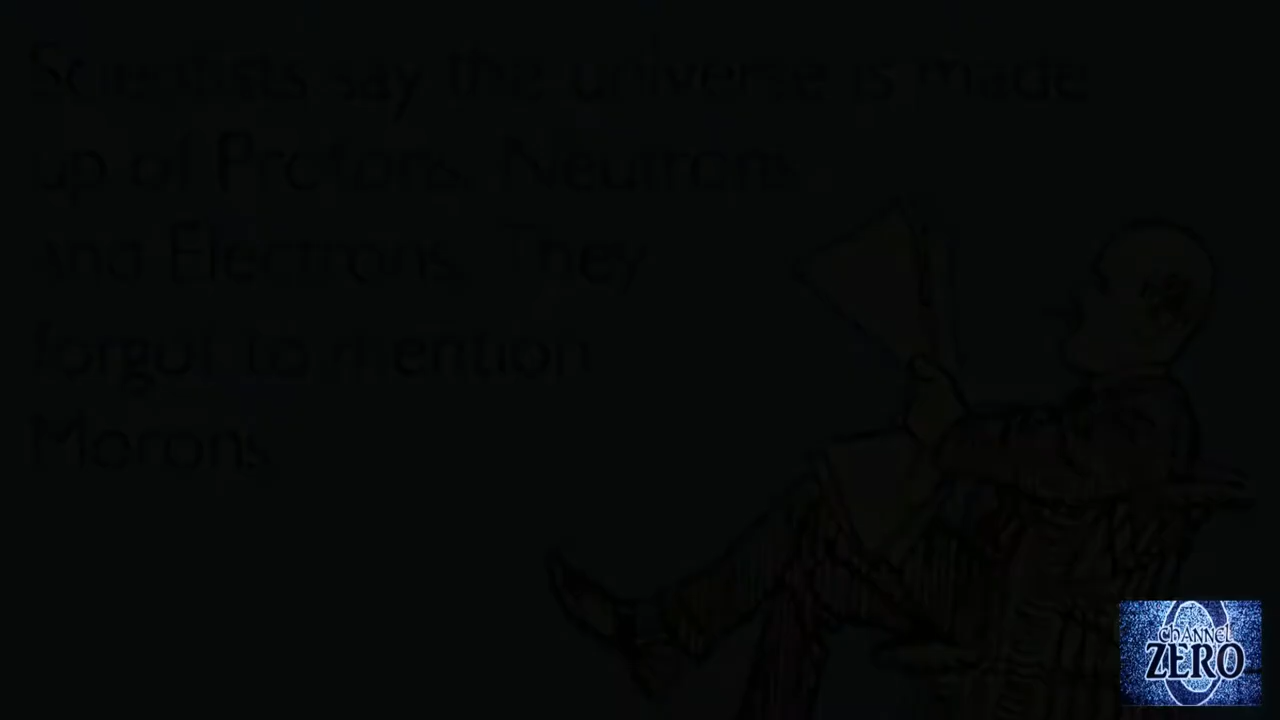 Scientists say the universe is made
up of Protons, Neutrons
and Electrons. They
forgot to mention
Morons
chANNEl
ZERO